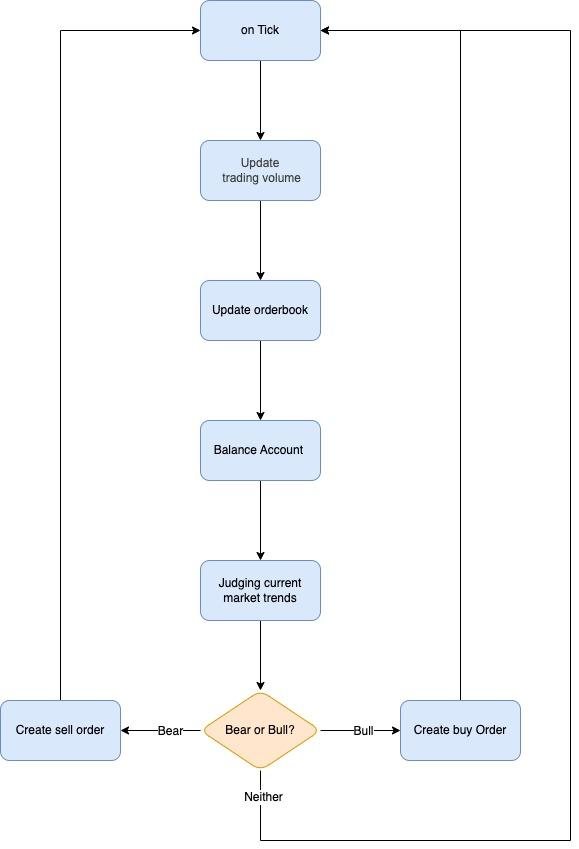 on Tick
Update
trading volume
Update orderbook
Balance Account
Judging current
market trends
Create sell order
Bear
Bear or Bull?
Bull
Create buy Order
Neither